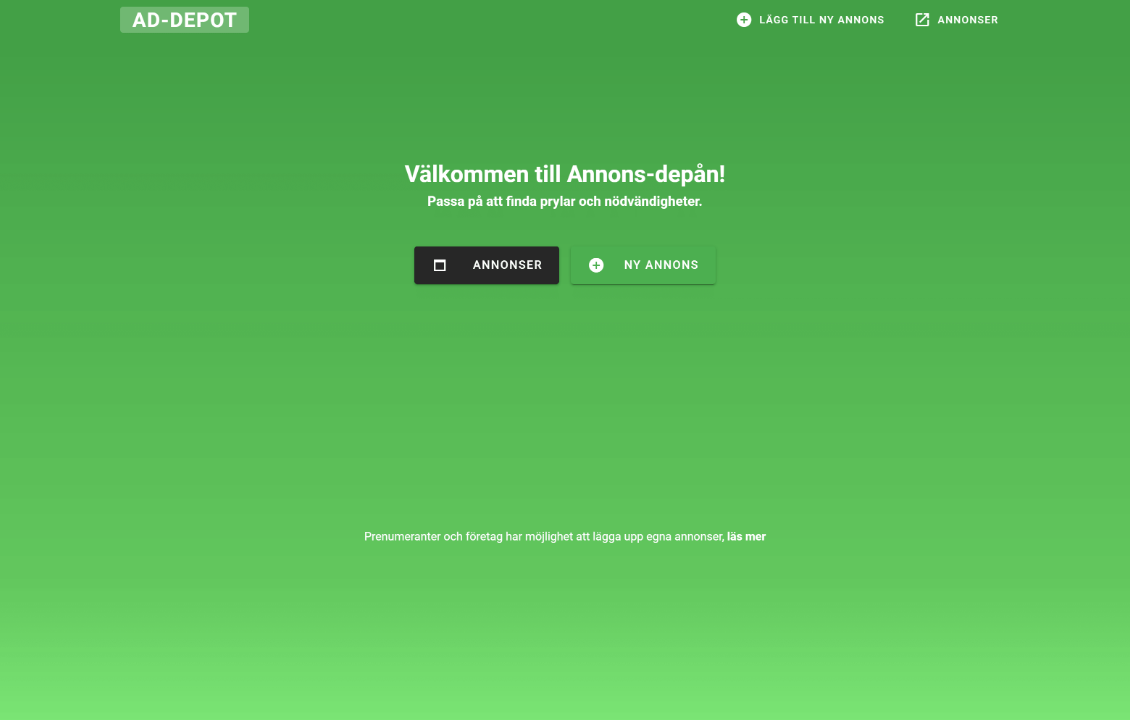 AD-DEPOT
LÄGG TILL NY ANNONS
ANNONSER
Välkommen till Annons-depån!
Passa på att finda prylar och nödvändigheter.
ANNONSER
NY ANNONS
Prenumeranter och företag har möjlighet att lägga upp egna annonser, läs mer